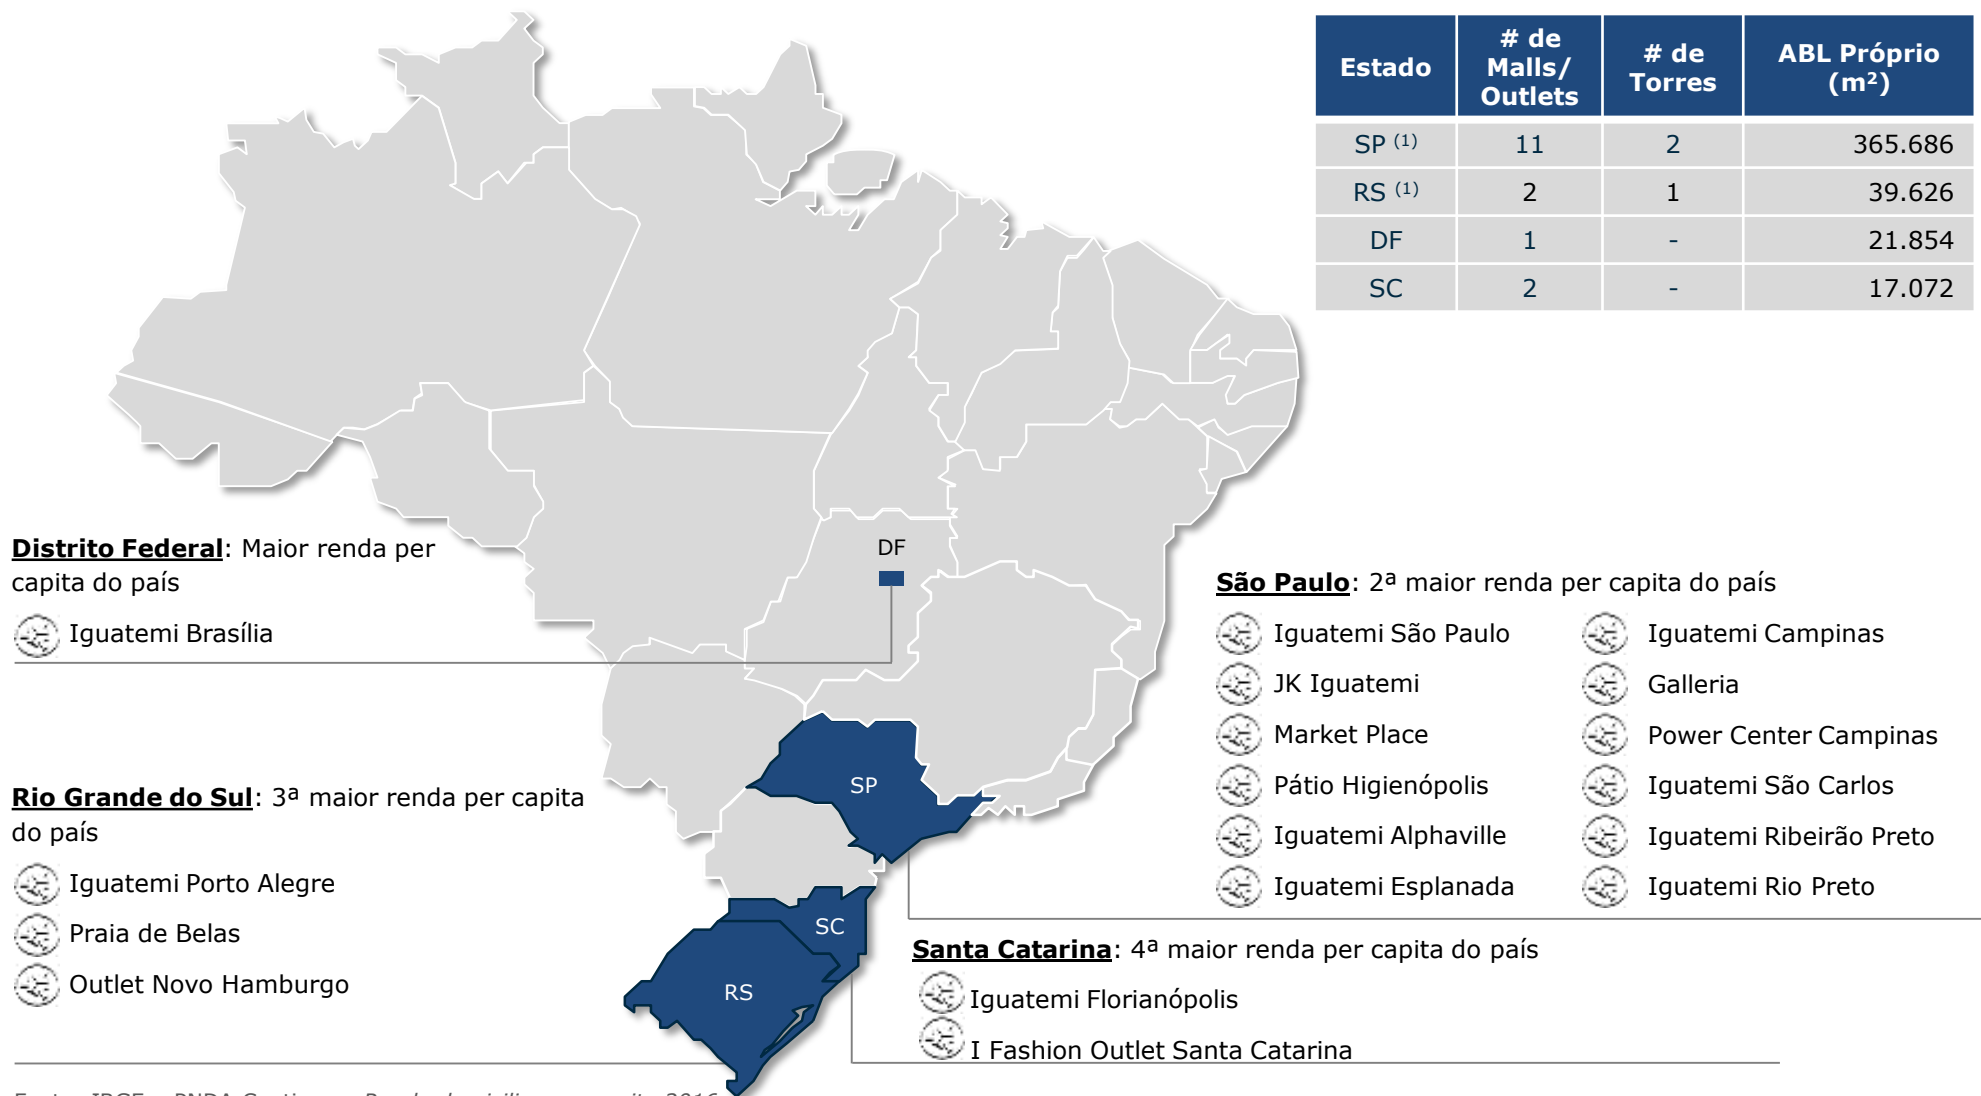 Estado
# de
Malls/
Outlets
# de
Torres
ABL Próprio
(m²)
SP (1) 11 2 365.686
RS (1) 2 1 39.626
DF 1 - 21.854
SC 2 - 17.072
Distrito Federal: Maior renda per
capita do país
Iguatemi Brasília
DF
São Paulo: 2ª maior renda per capita do país
Iguatemi São Paulo
JK Iguatemi
Market Place
Pátio Higienópolis
Iguatemi Alphaville
Iguatemi Esplanada
Iguatemi Campinas
Galleria
Power Center Campinas
Iguatemi São Carlos
Iguatemi Ribeirão Preto
Iguatemi Rio Preto
SP
Rio Grande do Sul: 3ª maior renda per capita
do país
Iguatemi Porto Alegre
Praia de Belas
Outlet Novo Hamburgo
SC
RS
Santa Catarina: 4ª maior renda per capita do país
Iguatemi Florianópolis
I Fashion Outlet Santa Catarina